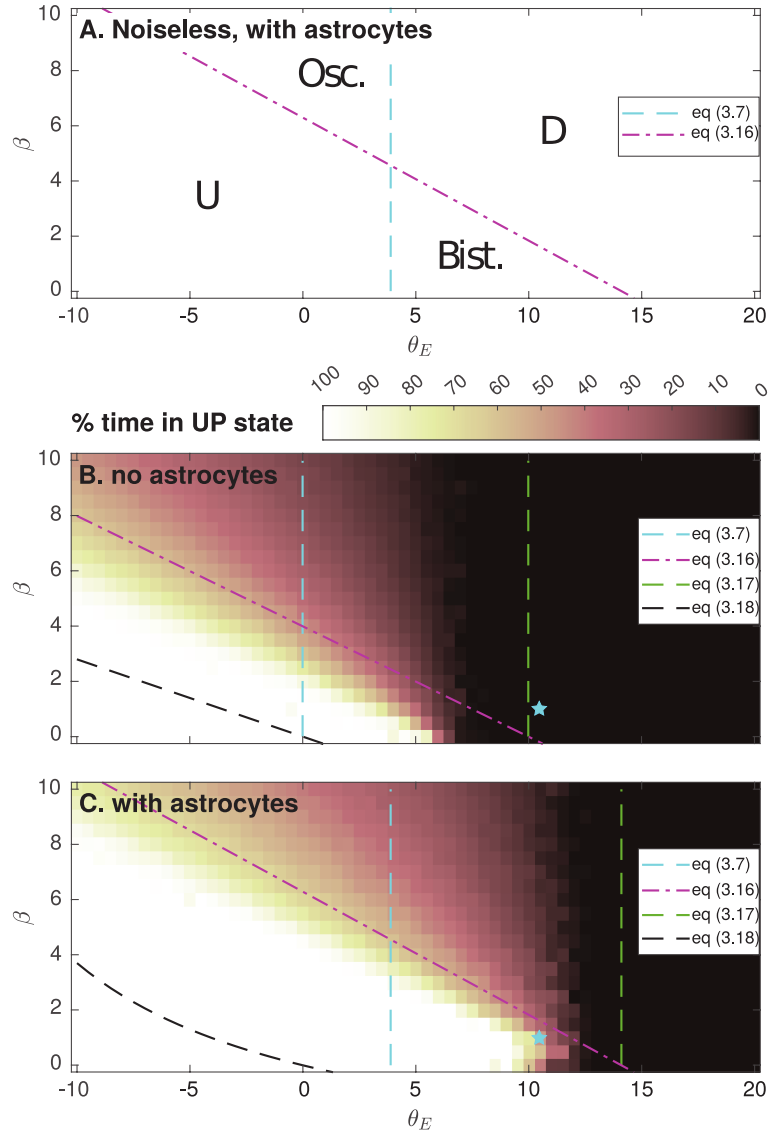 A. Noiseless, with astrocytes
10
8
6
4
2
0
β
Osc.
D
U
Bist.
eq (3.7)
eq (3.16)
-10 -5 0 5 10 15 20
θ_E
100 90 80 70 60 50 40 30 20 10 0
% time in UP state
B. no astrocytes
10
8
6
4
2
0
β
eq (3.7)
eq (3.16)
eq (3.17)
eq (3.18)
C. with astrocytes
10
8
6
4
2
0
β
eq (3.7)
eq (3.16)
eq (3.17)
eq (3.18)
-10 -5 0 5 10 15 20
θ_E